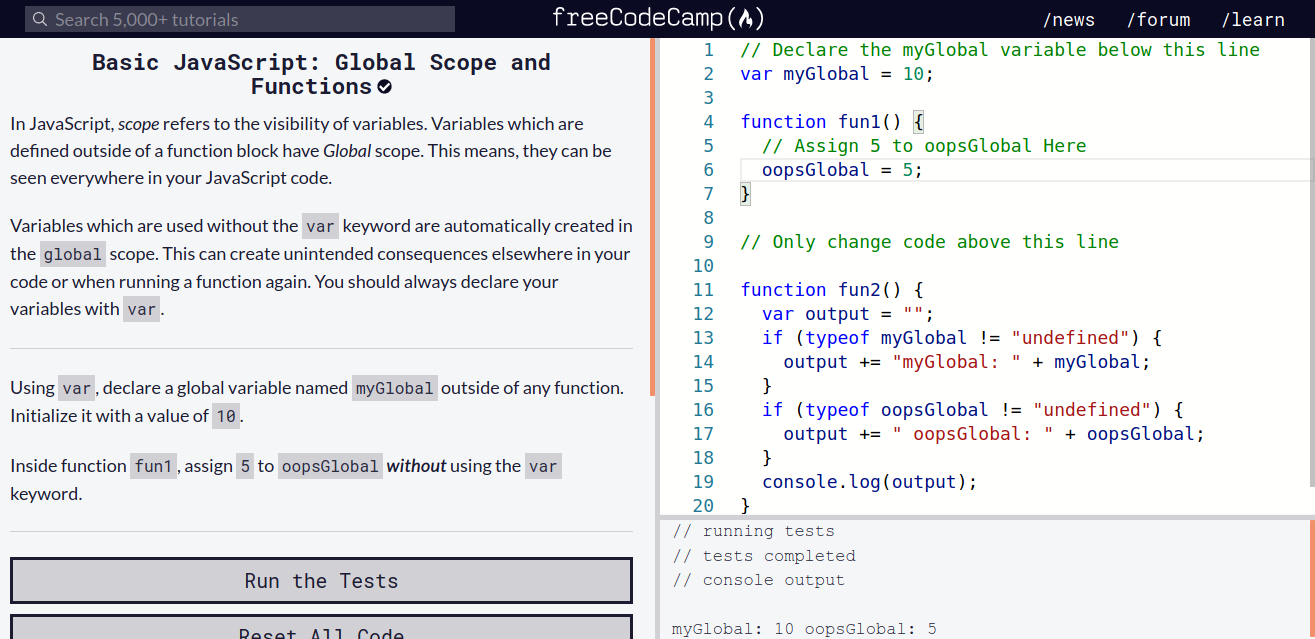 Search 5,000+ tutorials
freeCodeCamp
/news
/forum
/learn
Basic JavaScript: Global Scope and
Functions
In JavaScript, scope refers to the visibility of variables. Variables which are
defined outside of a function block have Global scope. This means, they can be
seen everywhere in your JavaScript code.
Variables which are used without the var keyword are automatically created in
the global scope. This can create unintended consequences elsewhere in your
code or when running a function again. You should always declare your
variables with var.
Using var, declare a global variable named myGlobal outside of any function.
Initialize it with a value of 10.
Inside function fun1, assign 5 to oopsGlobal without using the var
keyword.
Run the Tests
Reset All Code
1 // Declare the myGlobal variable below this line
2 var myGlobal = 10;
3
4 function fun1() {
5   // Assign 5 to oopsGlobal Here
6   oopsGlobal = 5;
7 }
8
9 // Only change code above this line
10
11 function fun2() {
12   var output = "";
13   if (typeof myGlobal != "undefined") {
14     output += "myGlobal: " + myGlobal;
15   }
16   if (typeof oopsGlobal != "undefined") {
17     output += " oopsGlobal: " + oopsGlobal;
18   }
19   console.log(output);
20 }
// running tests
// tests completed
// console output
myGlobal: 10 oopsGlobal: 5